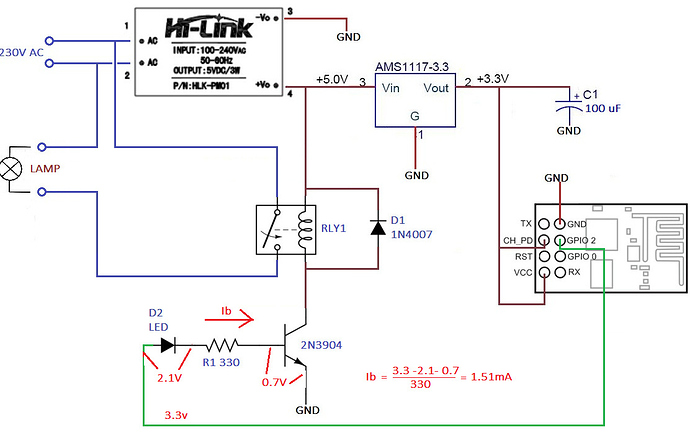 1
Hi-Link
-Vo
3
GND
230V AC
AC
INPUT:100-240VAC
50-60Hz
AC
OUTPUT:5VDC/3W
2
P/N:HLK-PM01
+Vo
4
+5.0V
AMS1117-3.3
3
Vin
Vout
2
+3.3V
G
1
GND
+
C1
100 uF
GND
LAMP
RLY1
D1
1N4007
GND
TX
GND
CH_PD
GPIO 2
RST
GPIO 0
VCC
RX
D2
LED
Ib
R1 330
2N3904
2.1V
0.7V
GND
3.3v
Ib = 3.3 -2.1- 0.7
330
= 1.51mA